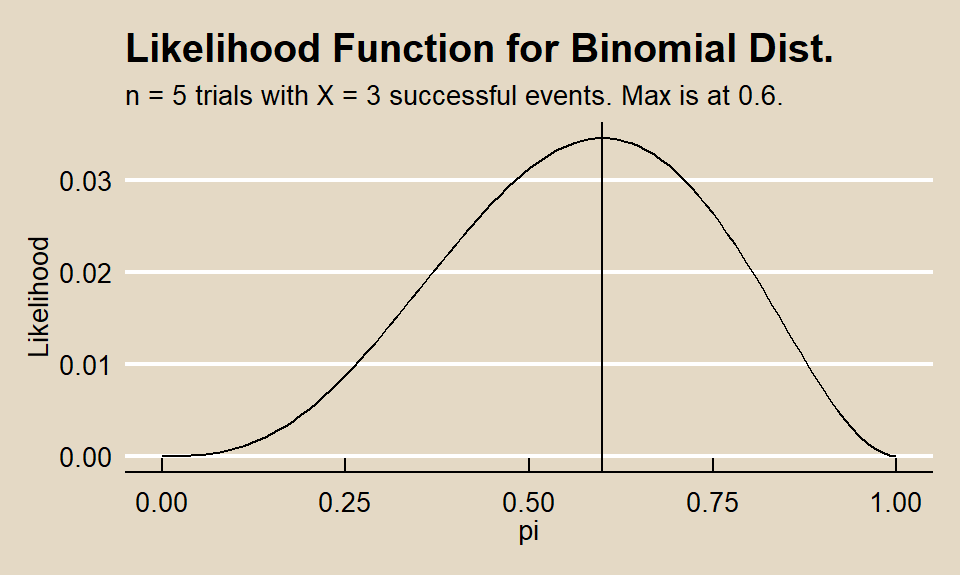 Likelihood Function for Binomial Dist.
n = 5 trials with X = 3 successful events. Max is at 0.6.
Likelihood
0.03
0.02
0.01
0.00
0.00 0.25 0.50 0.75 1.00
pi